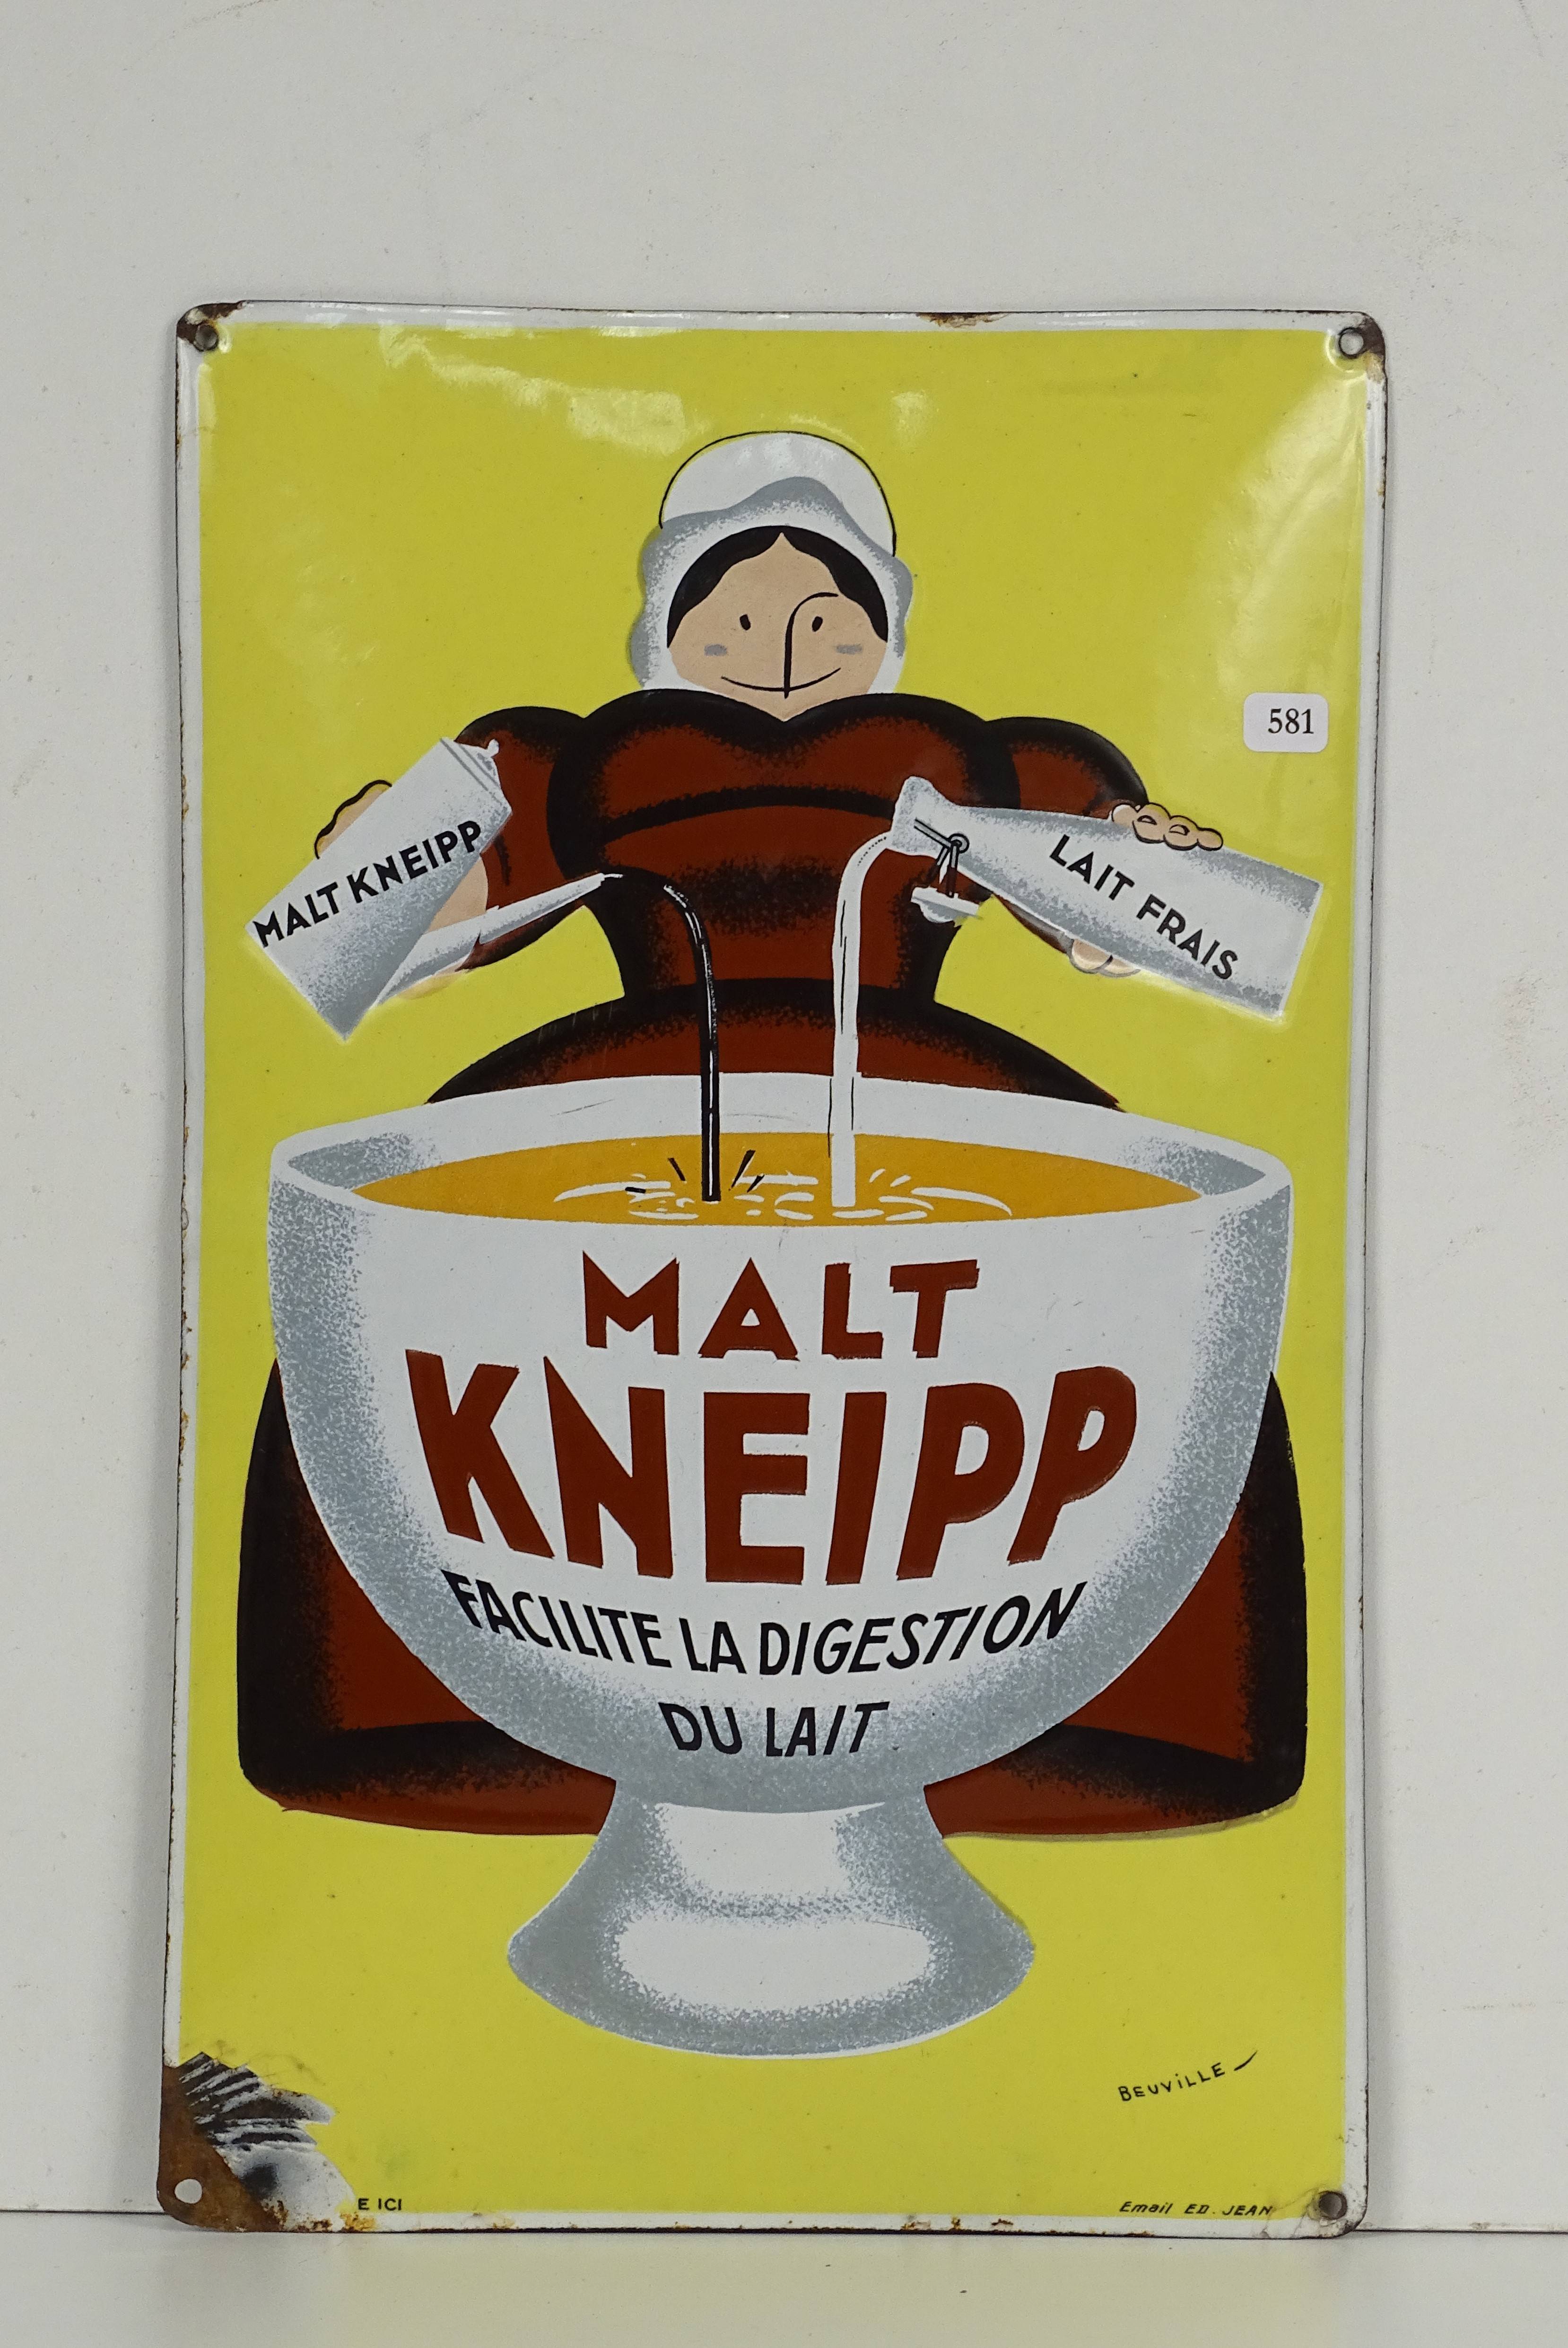 581
MALT KNEIPP
LAIT FRAIS
MALT
KNEIPP
FACILITE LA DIGESTION
DU LAIT
BEUViLLE
E ICI
Email ED. JEAN